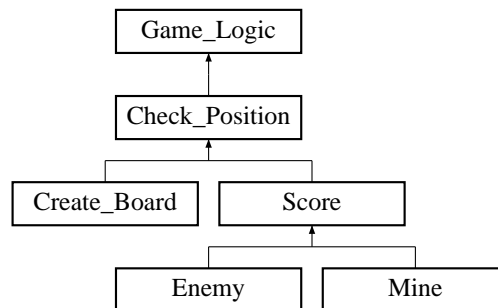 Game_Logic
Check_Position
Create_Board
Score
Enemy
Mine